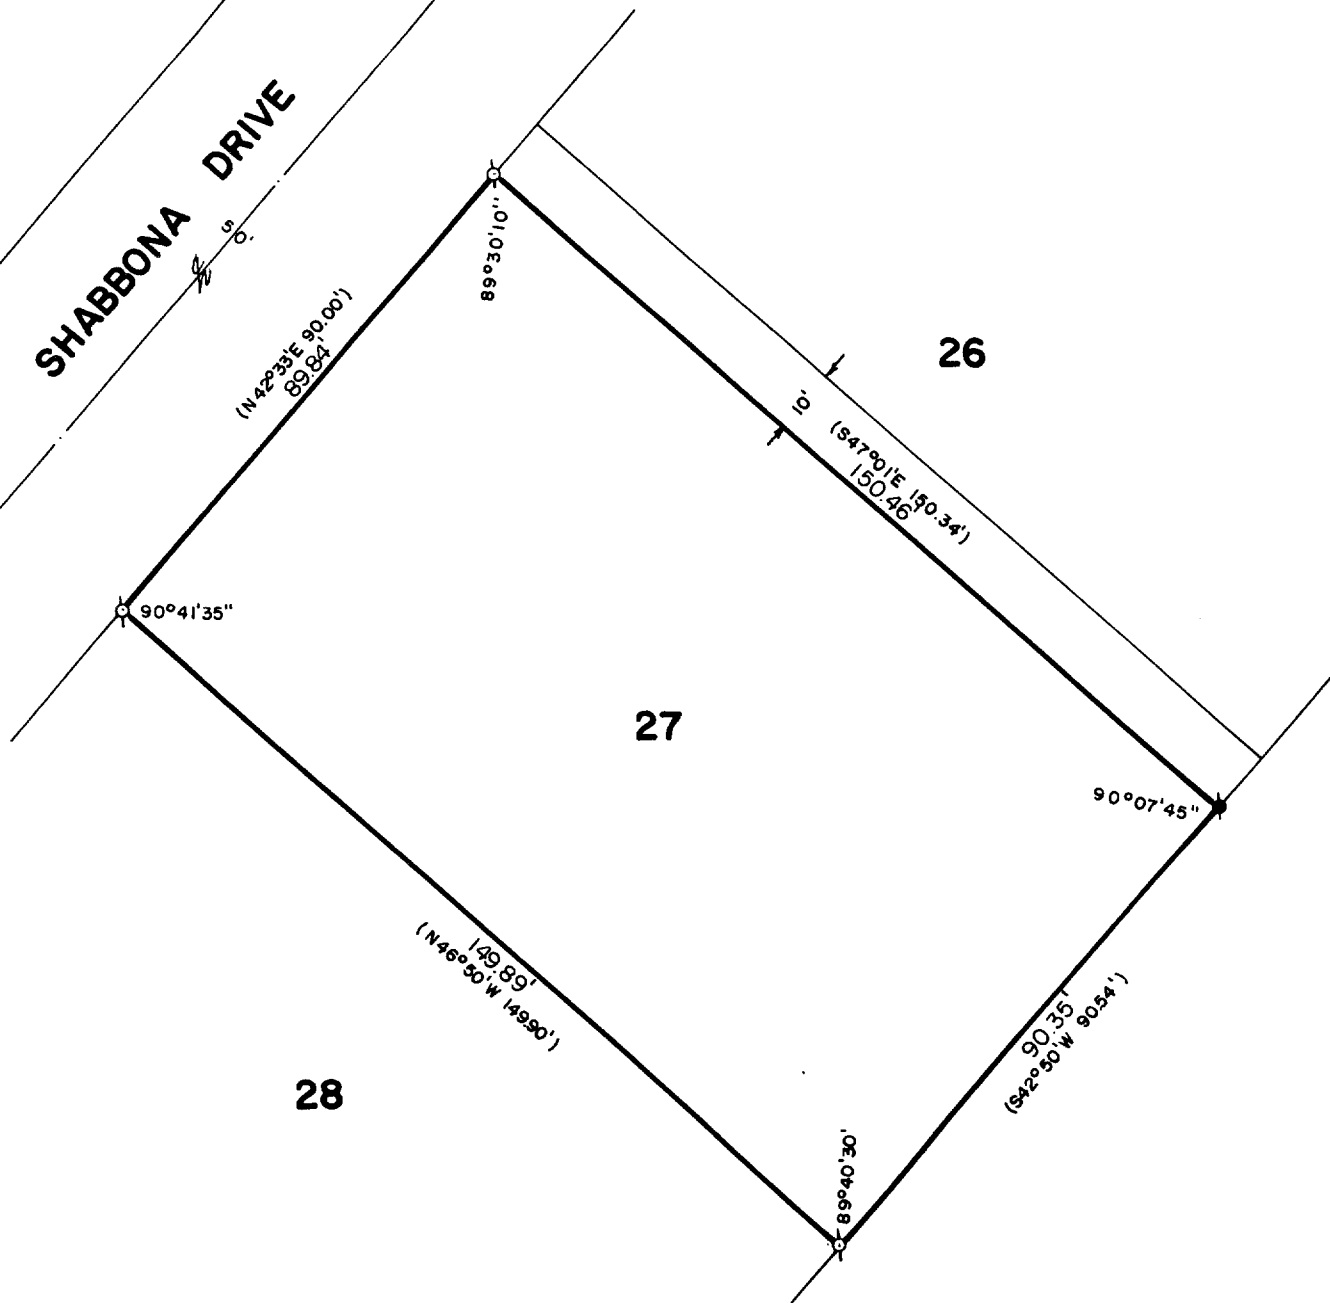 SHABBONA DRIVE
50'
(N42°33'E 90.00')
89.84'
89°30'10"
26
10'
(S47°01'E 150.34')
150.46'
90°41'35"
27
90°07'45"
149.89'
(N46°50'W 149.90')
90.35'
(S42°50'W 90.54')
28
89°40'30'